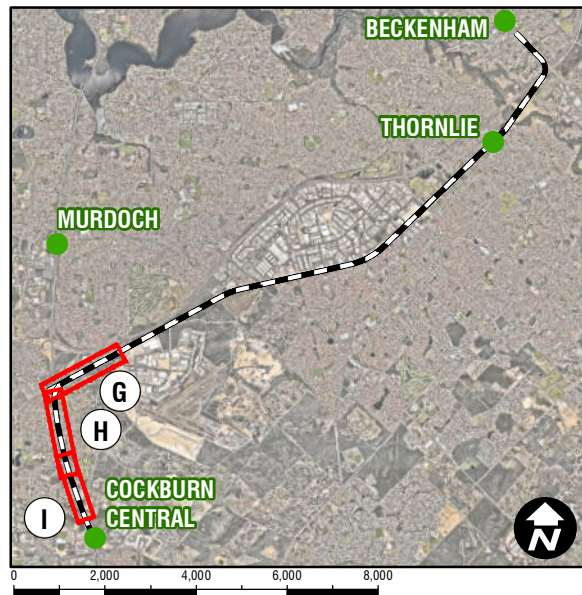 BECKENHAM
THORNLIE
MURDOCH
G
H
COCKBURN
CENTRAL
I
N
0 2,000 4,000 6,000 8,000